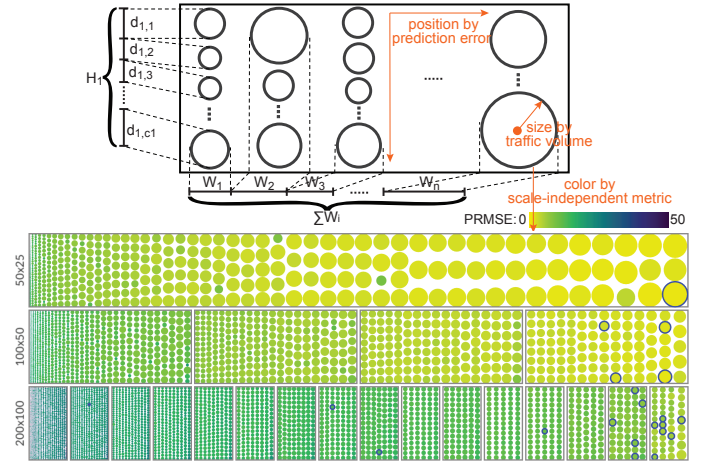 d1,1
d1,2
d1,3
H1
d1,c1
position by
prediction error
.....
size by
traffic volume
W1 W2 W3 ..... Wn
∑Wi
color by
scale-independent metric
PRMSE: 0 50
50x25
100x50
200x100